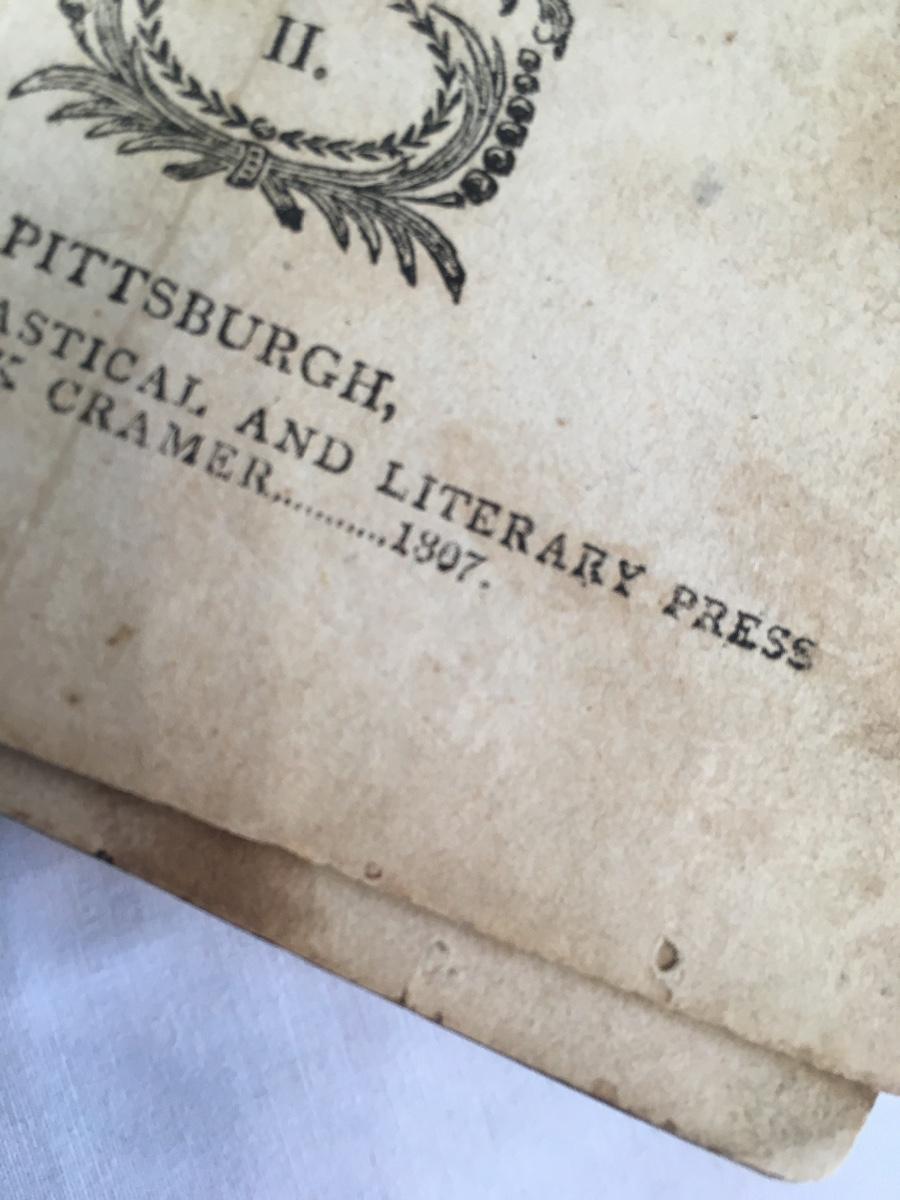 II.
PITTSBURGH,
ASTICAL AND LITERARY PRESS
K CRAMER...........1807.